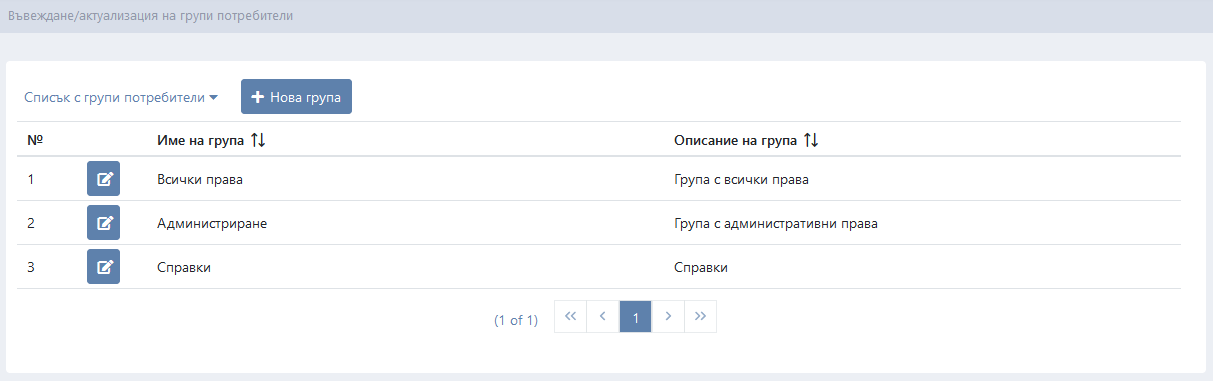 Въвеждане/актуализация на групи потребители
Списък с групи потребители Нова група
№ Име на група Описание на група
1 Всички права Група с всички права
2 Администриране Група с административни права
3 Справки Справки
(1 of 1) 1